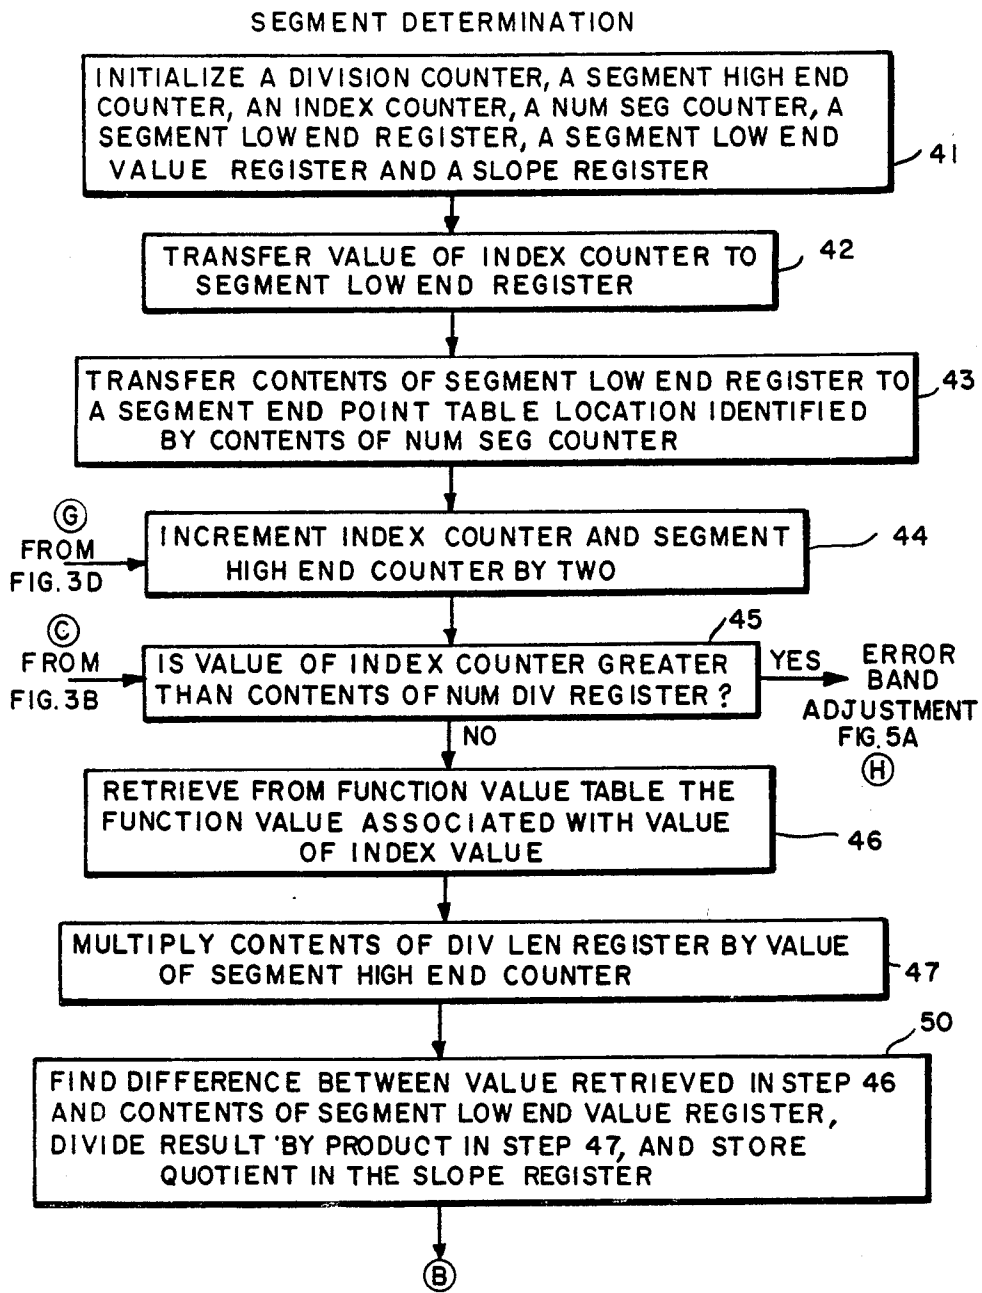 SEGMENT DETERMINATION
INITIALIZE A DIVISION COUNTER, A SEGMENT HIGH END
COUNTER, AN INDEX COUNTER, A NUM SEG COUNTER, A
SEGMENT LOW END REGISTER, A SEGMENT LOW END
VALUE REGISTER AND A SLOPE REGISTER
41
TRANSFER VALUE OF INDEX COUNTER TO
SEGMENT LOW END REGISTER
42
TRANSFER CONTENTS OF SEGMENT LOW END REGISTER TO
A SEGMENT END POINT TABLE LOCATION IDENTIFIED
BY CONTENTS OF NUM SEG COUNTER
43
G
FROM
FIG. 3D
INCREMENT INDEX COUNTER AND SEGMENT
HIGH END COUNTER BY TWO
44
C
FROM
FIG. 3B
45
IS VALUE OF INDEX COUNTER GREATER
THAN CONTENTS OF NUM DIV REGISTER?
YES
ERROR
BAND
ADJUSTMENT
FIG. 5A
H
NO
RETRIEVE FROM FUNCTION VALUE TABLE THE
FUNCTION VALUE ASSOCIATED WITH VALUE
OF INDEX VALUE
46
MULTIPLY CONTENTS OF DIV LEN REGISTER BY VALUE
OF SEGMENT HIGH END COUNTER
47
50
FIND DIFFERENCE BETWEEN VALUE RETRIEVED IN STEP 46
AND CONTENTS OF SEGMENT LOW END VALUE REGISTER,
DIVIDE RESULT BY PRODUCT IN STEP 47, AND STORE
QUOTIENT IN THE SLOPE REGISTER
B